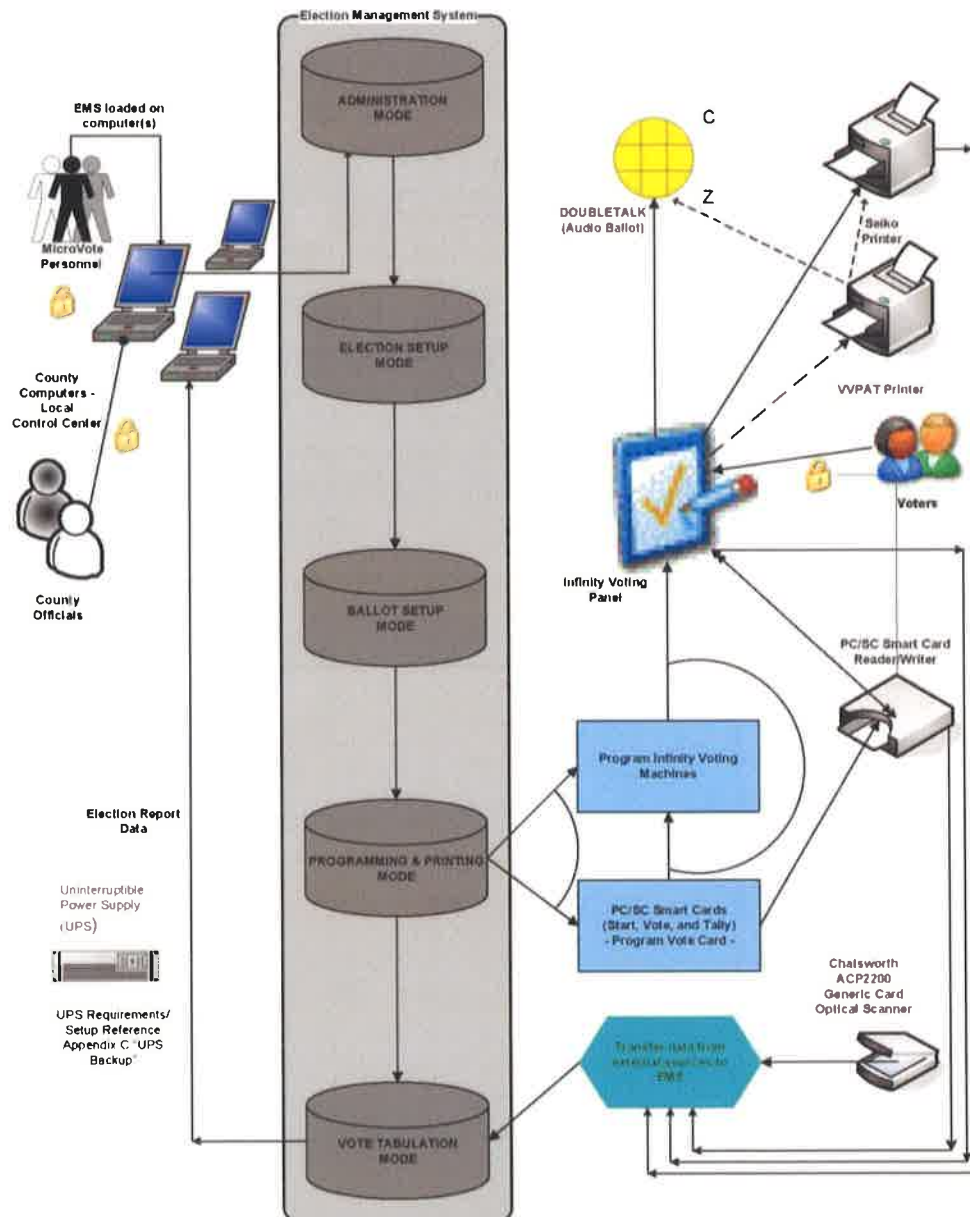 Election Management System
ADMINISTRATION
MODE
EMS loaded on
computer(s)
MicroVote
Personnel
C
Z
DOUBLETALK
(Audio Ballot)
Seiko
Printer
VVPAT Printer
ELECTION SETUP
MODE
County
Computers -
Local
Control Center
County
Officials
Voters
Infinity Voting
Panel
BALLOT SETUP
MODE
PC/SC Smart Card
Reader/Writer
Program Infinity Voting
Machines
Election Report
Data
PROGRAMMING & PRINTING
MODE
PC/SC Smart Cards
(Start, Vote, and Tally)
- Program Vote Card -
Uninterruptible
Power Supply
(UPS)
UPS Requirements/
Setup Reference
Appendix C "UPS
Backup"
Chatsworth
ACP2200
Generic Card
Optical Scanner
Transfer data from
external sources to
EMS
VOTE TABULATION
MODE